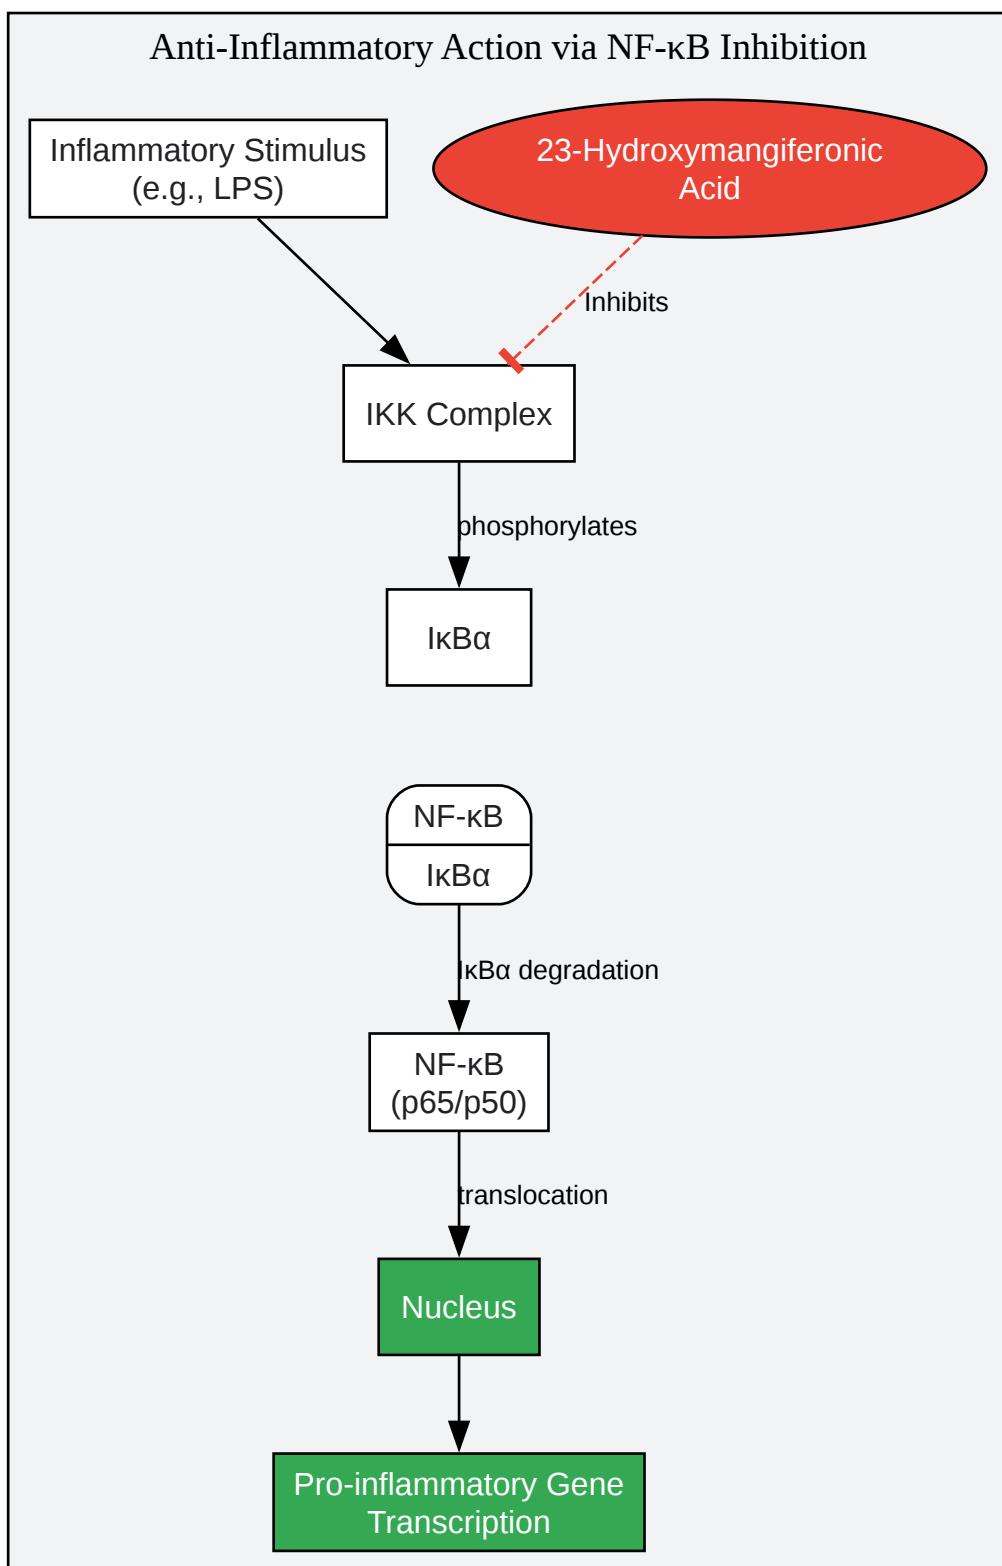 Anti-Inflammatory Action via NF-κB Inhibition
Inflammatory Stimulus
(e.g., LPS)
23-Hydroxymangiferonic
Acid
Inhibits
IKK Complex
phosphorylates
IκBα
NF-κB
IκBα
IκBα degradation
NF-κB
(p65/p50)
translocation
Nucleus
Pro-inflammatory Gene
Transcription